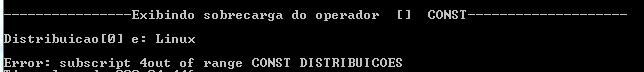 ----------------Exibindo sobrecarga do operador  []  CONST--------------------
Distribuicao[0] e: Linux
Error: subscript 4out of range CONST DISTRIBUICOES